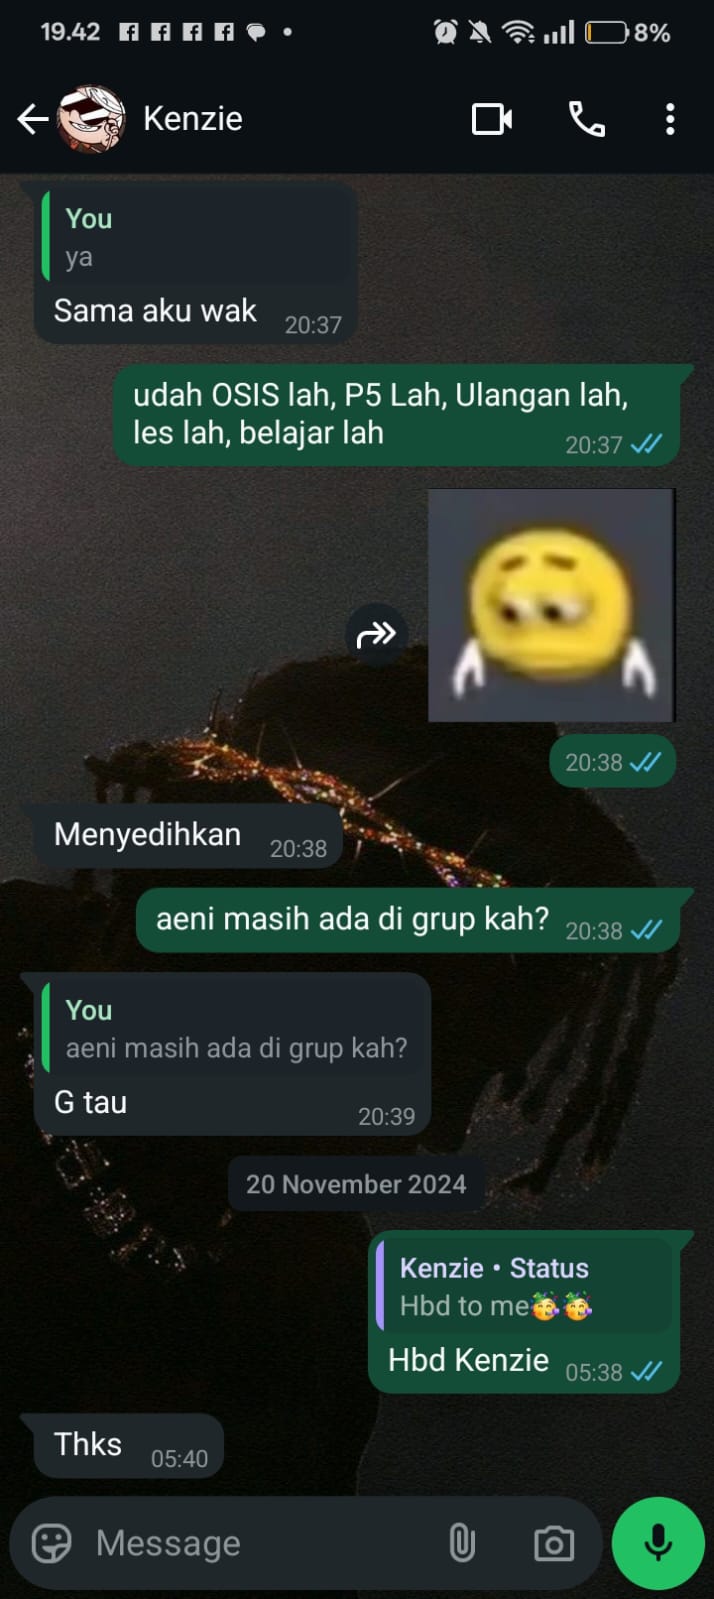 19.42
8%
Kenzie
You
ya
Sama aku wak
20:37
udah OSIS lah, P5 Lah, Ulangan lah,
les lah, belajar lah
20:37
20:38
Menyedihkan
20:38
aeni masih ada di grup kah?
20:38
You
aeni masih ada di grup kah?
G tau
20:39
20 November 2024
Kenzie • Status
Hbd to me🥳🥳
Hbd Kenzie
05:38
Thks
05:40
Message